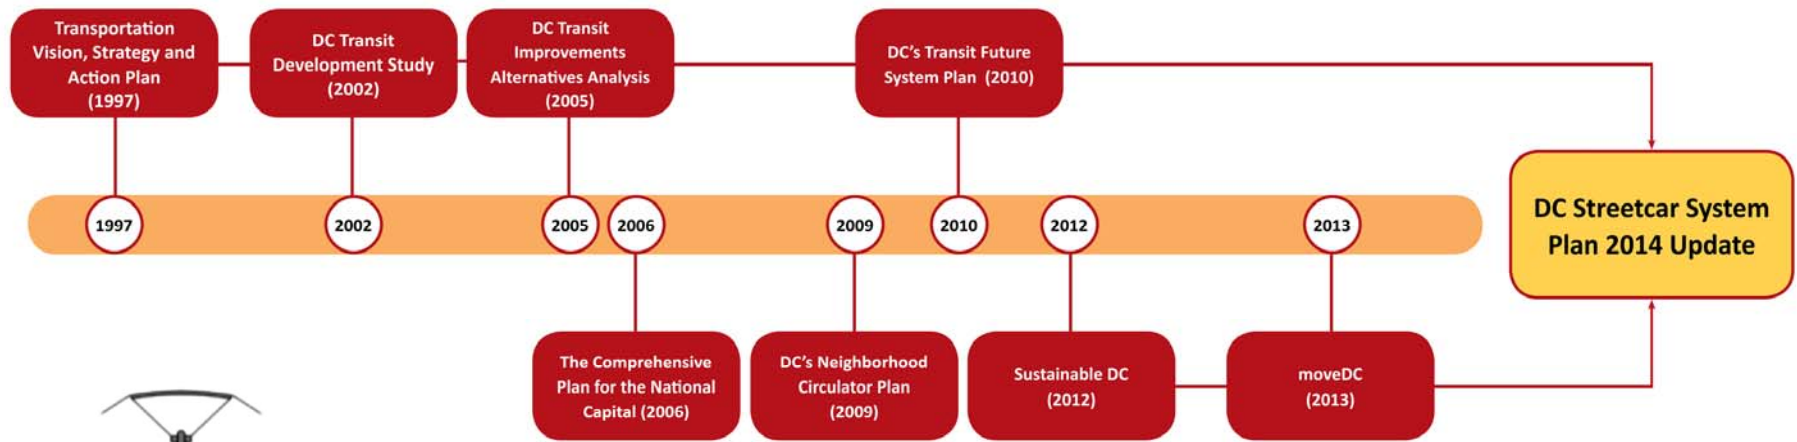 Transportation
Vision, Strategy and
Action Plan
(1997)
DC Transit
Development Study
(2002)
DC Transit
Improvements
Alternatives Analysis
(2005)
DC’s Transit Future
System Plan (2010)
1997
2002
2005
2006
2009
2010
2012
2013
DC Streetcar System
Plan 2014 Update
The Comprehensive
Plan for the National
Capital (2006)
DC’s Neighborhood
Circulator Plan
(2009)
Sustainable DC
(2012)
moveDC
(2013)